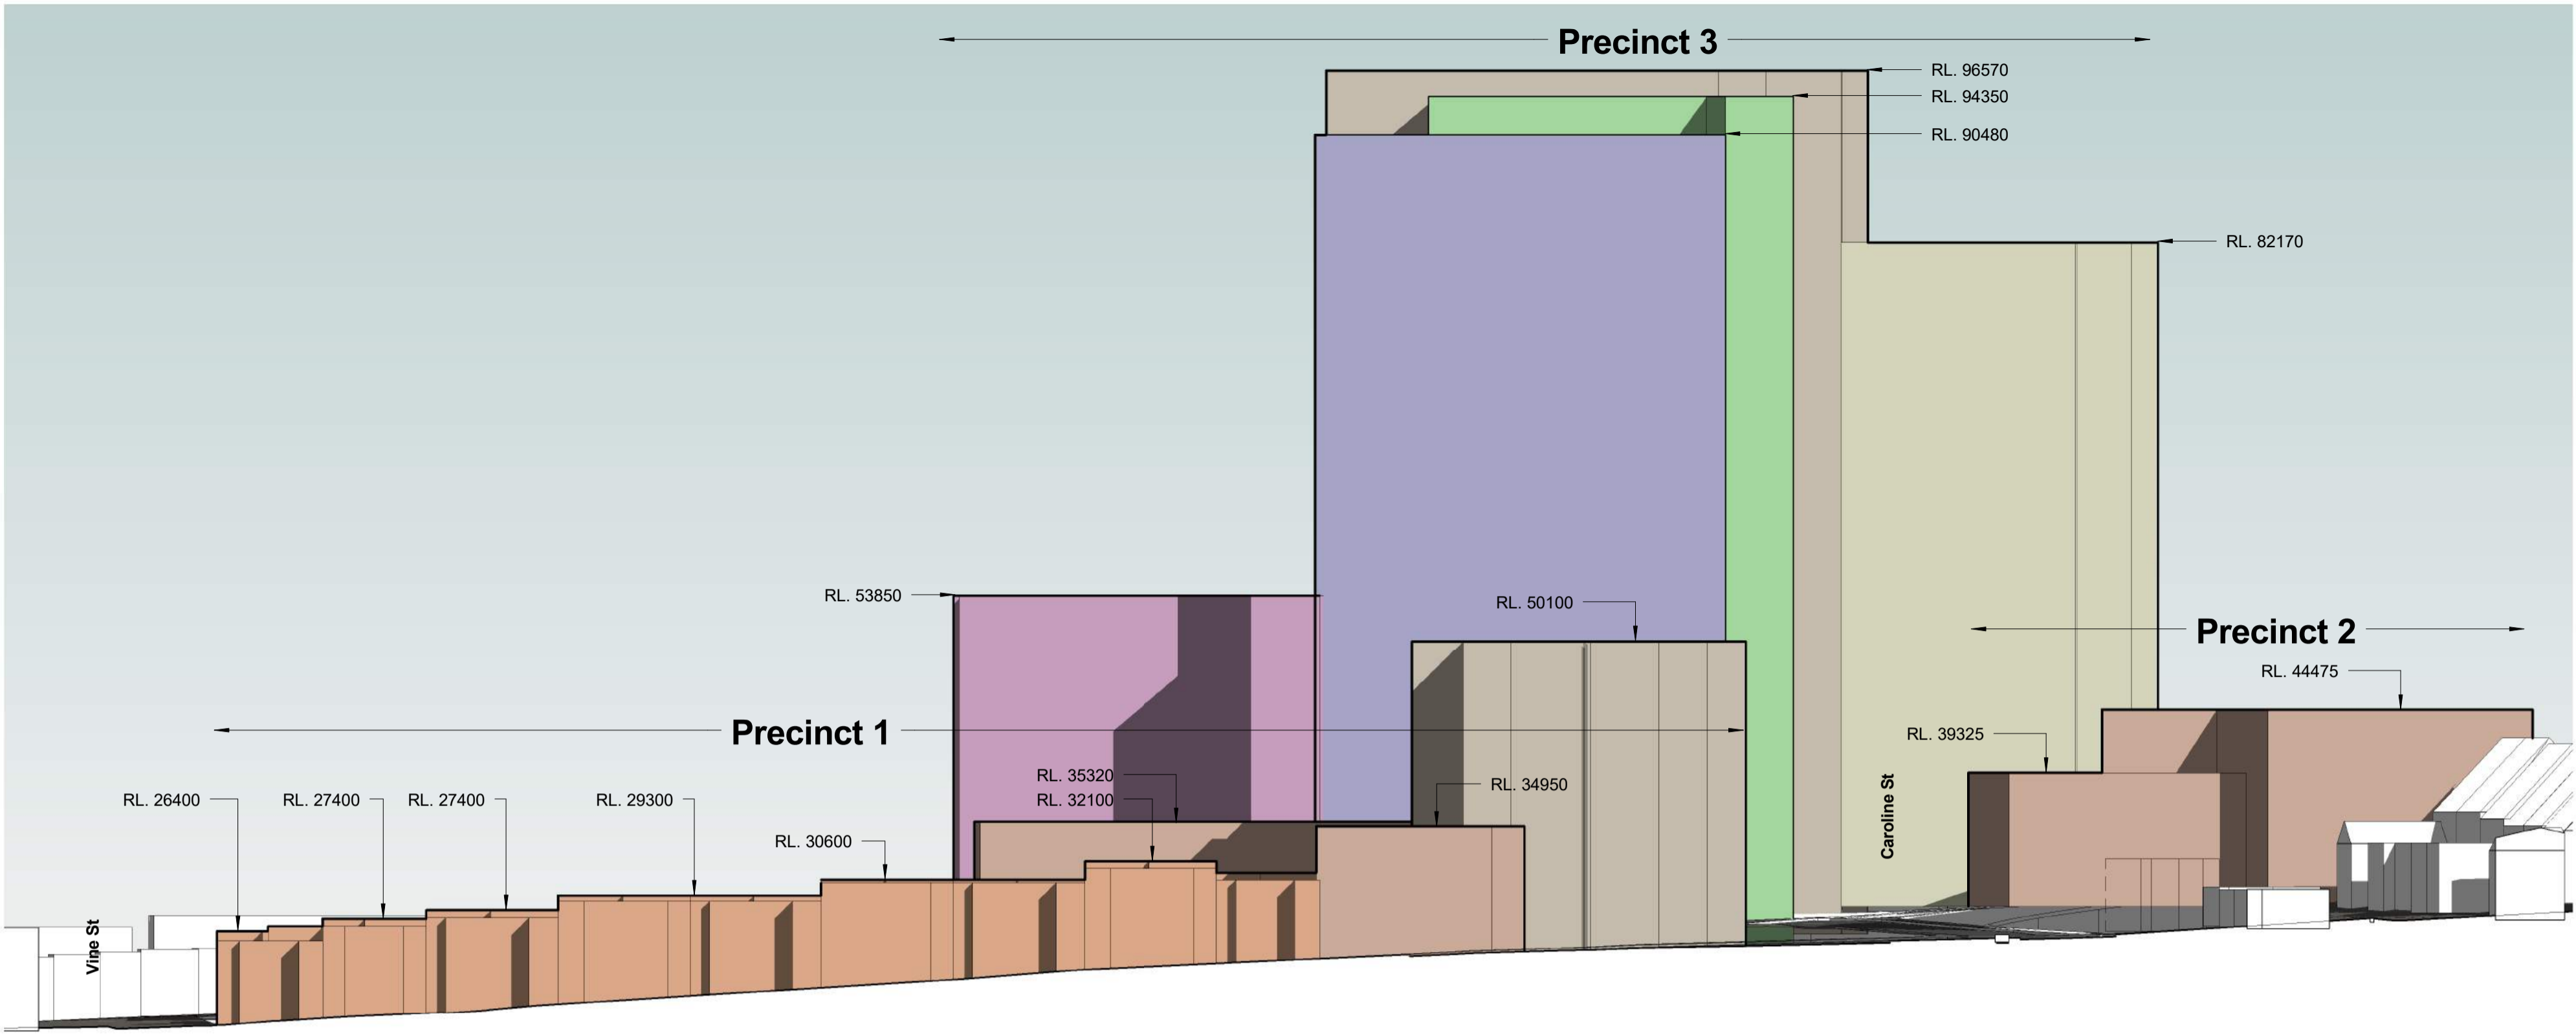 Precinct 3
RL. 96570
RL. 94350
RL. 90480
RL. 82170
RL. 53850
RL. 50100
Precinct 2
RL. 44475
Precinct 1
RL. 39325
RL. 35320
RL. 34950
RL. 26400
RL. 27400
RL. 27400
RL. 29300
RL. 32100
RL. 30600
Caroline St
Vine St